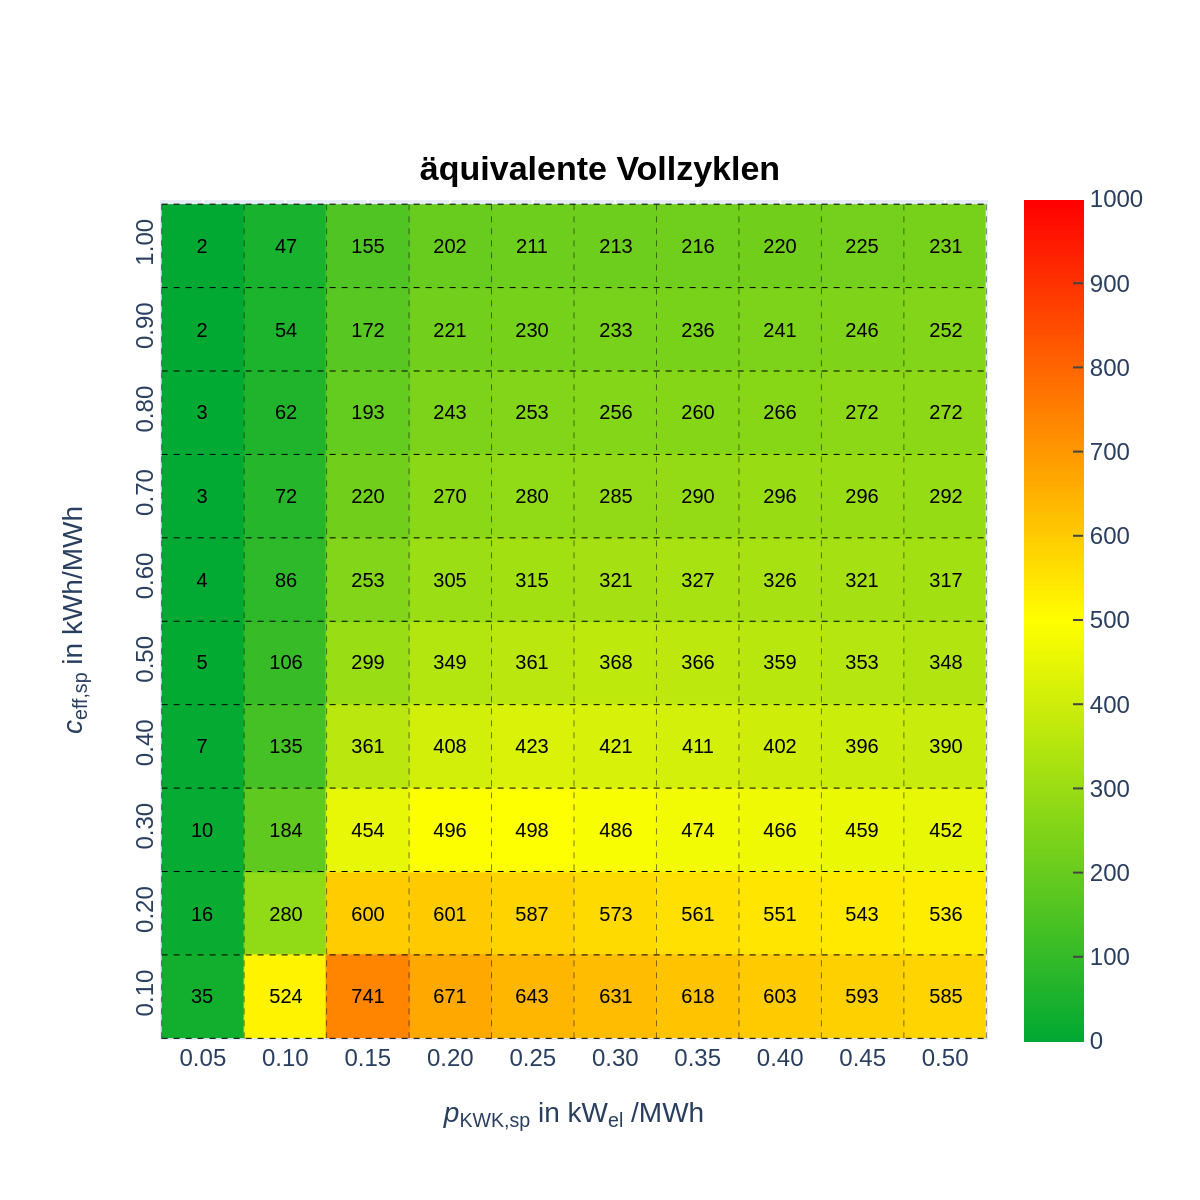 äquivalente Vollzyklen
1.00 2 47 155 202 211 213 216 220 225 231
0.90 2 54 172 221 230 233 236 241 246 252
0.80 3 62 193 243 253 256 260 266 272 272
0.70 3 72 220 270 280 285 290 296 296 292
0.60 4 86 253 305 315 321 327 326 321 317
0.50 5 106 299 349 361 368 366 359 353 348
0.40 7 135 361 408 423 421 411 402 396 390
0.30 10 184 454 496 498 486 474 466 459 452
0.20 16 280 600 601 587 573 561 551 543 536
0.10 35 524 741 671 643 631 618 603 593 585
0.05 0.10 0.15 0.20 0.25 0.30 0.35 0.40 0.45 0.50
p KWK,sp in kW el /MWh
c eff,sp in kWh/MWh
1000
900
800
700
600
500
400
300
200
100
0